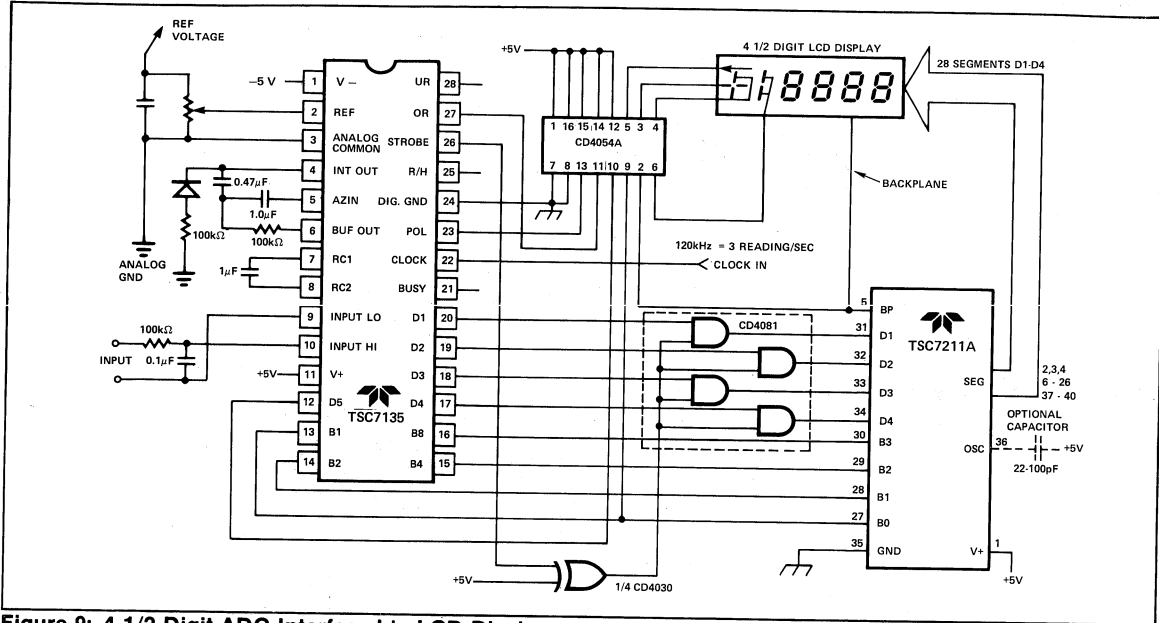 REF
VOLTAGE
−5 V
1 V −
2 REF
3 ANALOG
COMMON
4 INT OUT
5 AZIN
6 BUF OUT
7 RC1
8 RC2
9 INPUT LO
10 INPUT HI
11 V+
12 D5
13 B1
14 B2
UR 28
OR 27
STROBE 26
R/H 25
DIG. GND 24
POL 23
CLOCK 22
BUSY 21
D1 20
D2 19
D3 18
D4 17
B8 16
B4 15
TSC7135
0.47µF
1.0µF
100kΩ
100kΩ
ANALOG
GND
1µF
100kΩ
INPUT
0.1µF
+5V
+5V
1 16 15 14 12 5 3 4
CD4054A
7 8 13 11 10 9 2 6
4 1/2 DIGIT LCD DISPLAY
8888
28 SEGMENTS D1-D4
BACKPLANE
120kHz = 3 READING/SEC
CLOCK IN
CD4081
5 BP
31 D1
32 D2
33 D3
34 D4
30 B3
29 B2
28 B1
27 B0
35 GND
TSC7211A
SEG
2,3,4
6 - 26
37 - 40
OPTIONAL
CAPACITOR
OSC 36
+5V
22-100pF
V+ 1
+5V
+5V
1/4 CD4030
Figure 9: 4 1/2 Digit ADC